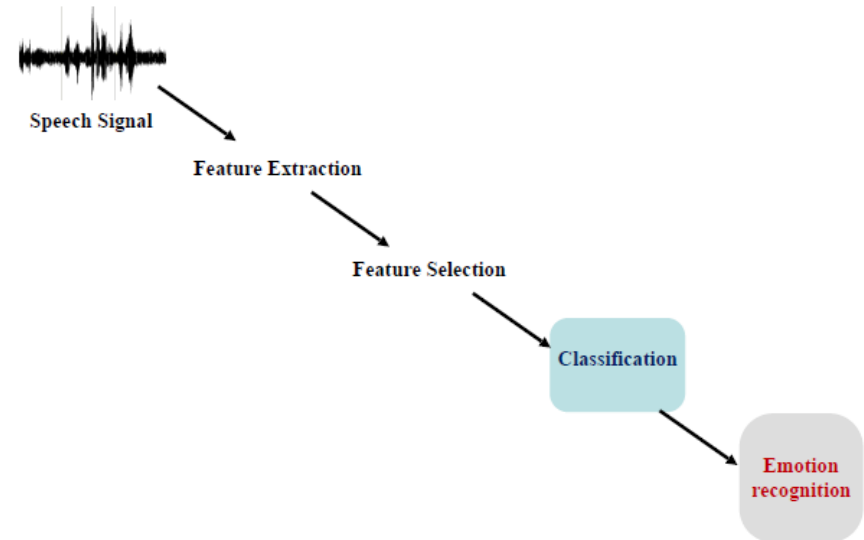 Speech Signal
Feature Extraction
Feature Selection
Classification
Emotion
recognition